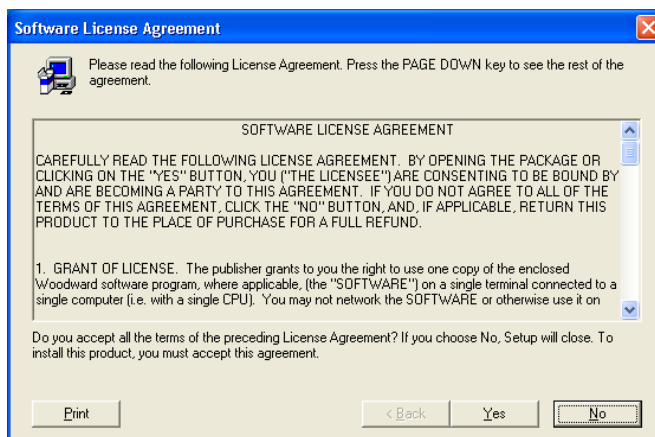 Software License Agreement
Please read the following License Agreement. Press the PAGE DOWN key to see the rest of the
agreement.
SOFTWARE LICENSE AGREEMENT
CAREFULLY READ THE FOLLOWING LICENSE AGREEMENT. BY OPENING THE PACKAGE OR
CLICKING ON THE "YES" BUTTON, YOU ("THE LICENSEE") ARE CONSENTING TO BE BOUND BY
AND ARE BECOMING A PARTY TO THIS AGREEMENT. IF YOU DO NOT AGREE TO ALL OF THE
TERMS OF THIS AGREEMENT, CLICK THE "NO" BUTTON, AND, IF APPLICABLE, RETURN THIS
PRODUCT TO THE PLACE OF PURCHASE FOR A FULL REFUND.
1. GRANT OF LICENSE. The publisher grants to you the right to use one copy of the enclosed
Woodward software program, where applicable, (the "SOFTWARE") on a single terminal connected to a
single computer (i.e. with a single CPU). You may not network the SOFTWARE or otherwise use it on
Do you accept all the terms of the preceding License Agreement? If you choose No, Setup will close. To
install this product, you must accept this agreement.
Print < Back Yes No